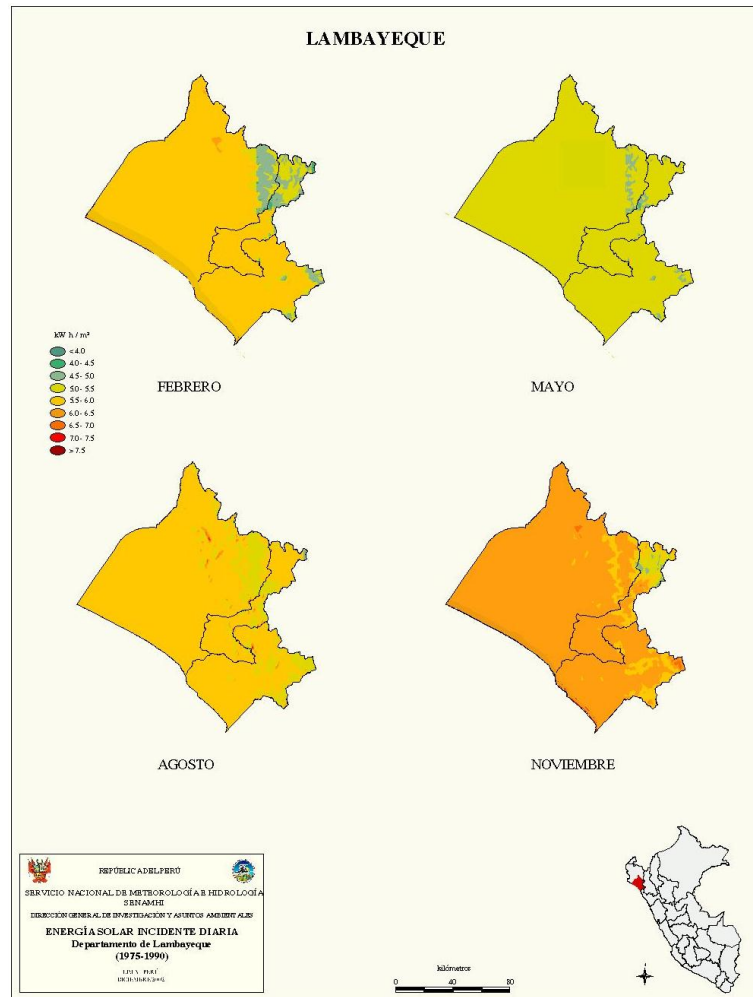 LAMBAYEQUE
kW h / m²
< 4.0
4.0- 4.5
4.5- 5.0
5.0- 5.5
5.5- 6.0
6.0- 6.5
6.5- 7.0
7.0- 7.5
> 7.5
FEBRERO
MAYO
AGOSTO
NOVIEMBRE
REPÚBLICA DEL PERÚ
SERVICIO NACIONAL DE METEOROLOGÍA E HIDROLOGÍA
SENAMHI
DIRECCIÓN GENERAL DE INVESTIGACIÓN Y ASUNTOS AMBIENTALES
ENERGÍA SOLAR INCIDENTE DIARIA
Departamento de Lambayeque
(1975-1990)
LIMA - PERÚ
kilómetros
0 40 80